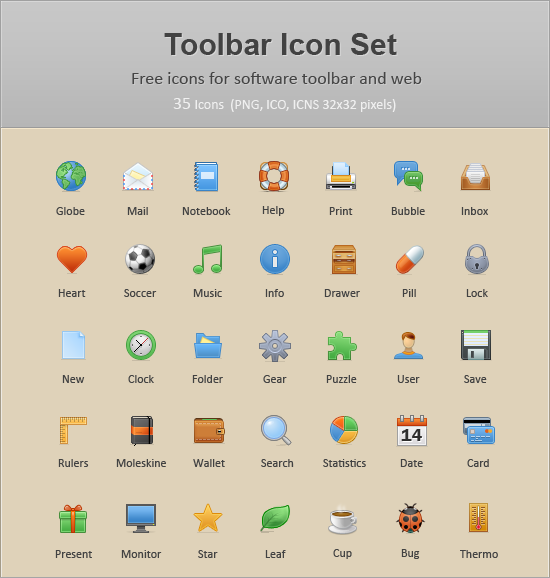 Toolbar Icon Set
Free icons for software toolbar and web
35 Icons (PNG, ICO, ICNS 32x32 pixels)
Globe Mail Notebook Help Print Bubble Inbox
Heart Soccer Music Info Drawer Pill Lock
New Clock Folder Gear Puzzle User Save
14
Rulers Moleskine Wallet Search Statistics Date Card
Present Monitor Star Leaf Cup Bug Thermo